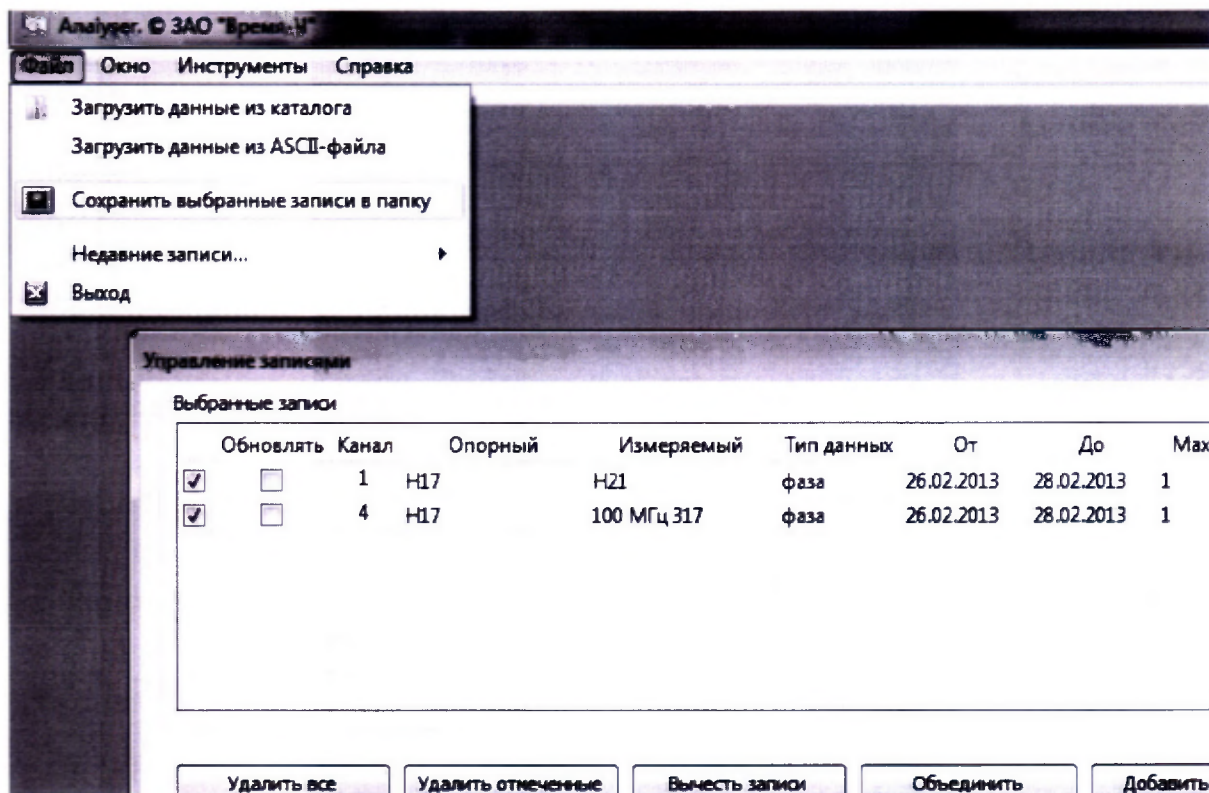 Analyser. © ЗАО "Время-Ч"
Файл Окно Инструменты Справка
Загрузить данные из каталога
Загрузить данные из ASCII-файла
Сохранить выбранные записи в папку
Недавние записи...
Выход
Управление записями
Выбранные записи
Обновлять Канал Опорный Измеряемый Тип данных От До Max
1 H17 H21 фаза 26.02.2013 28.02.2013 1
4 H17 100 МГц 317 фаза 26.02.2013 28.02.2013 1
Удалить все Удалить отмеченные Вычесть записи Объединить Добавить